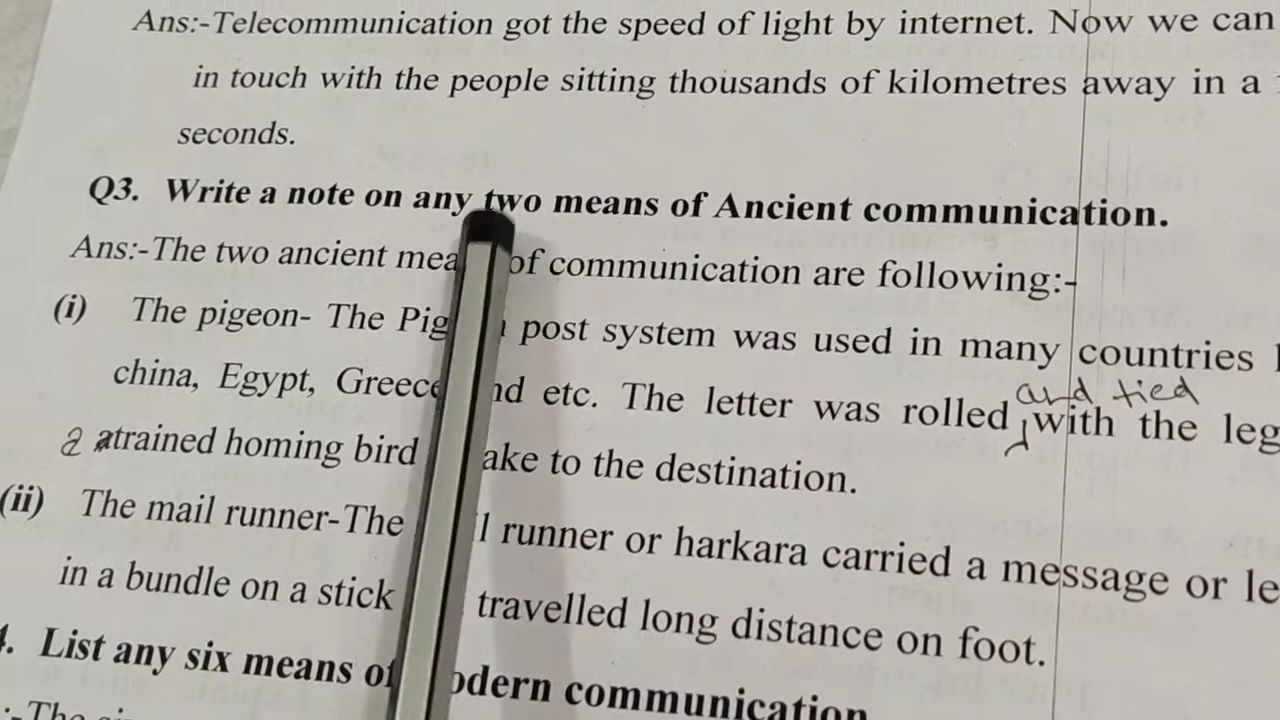 Ans:-Telecommunication got the speed of light by internet. Now we can
in touch with the people sitting thousands of kilometres away in a
seconds.
Q3. Write a note on any two means of Ancient communication.
Ans:-The two ancient mea of communication are following:-
(i) The pigeon- The Pig post system was used in many countries
and tied
china, Egypt, Greece nd etc. The letter was rolled with the leg
a atrained homing bird ake to the destination.
(ii) The mail runner-The l runner or harkara carried a message or le
in a bundle on a stick travelled long distance on foot.
. List any six means of odern communication